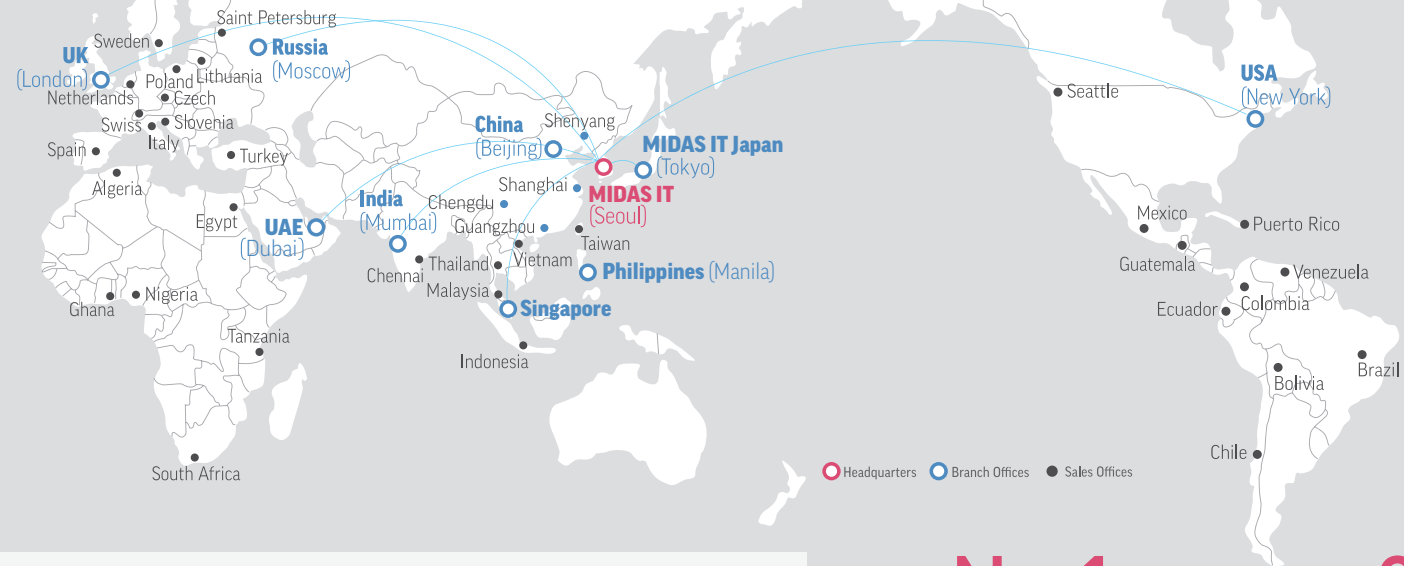 Saint Petersburg
Sweden
UK
(London)
Russia
(Moscow)
Poland
Lithuania
Netherlands
Czech
Swiss
Slovenia
Italy
Spain
Turkey
Algeria
Egypt
UAE
(Dubai)
India
(Mumbai)
China
(Beijing)
Shenyang
MIDAS IT Japan
(Tokyo)
MIDAS IT
(Seoul)
Shanghai
Chengdu
Guangzhou
Taiwan
Vietnam
Thailand
Chennai
Malaysia
Philippines (Manila)
Singapore
Indonesia
Ghana
Nigeria
Tanzania
South Africa
USA
(New York)
Seattle
Mexico
Puerto Rico
Guatemala
Venezuela
Colombia
Ecuador
Brazil
Bolivia
Chile
Headquarters
Branch Offices
Sales Offices